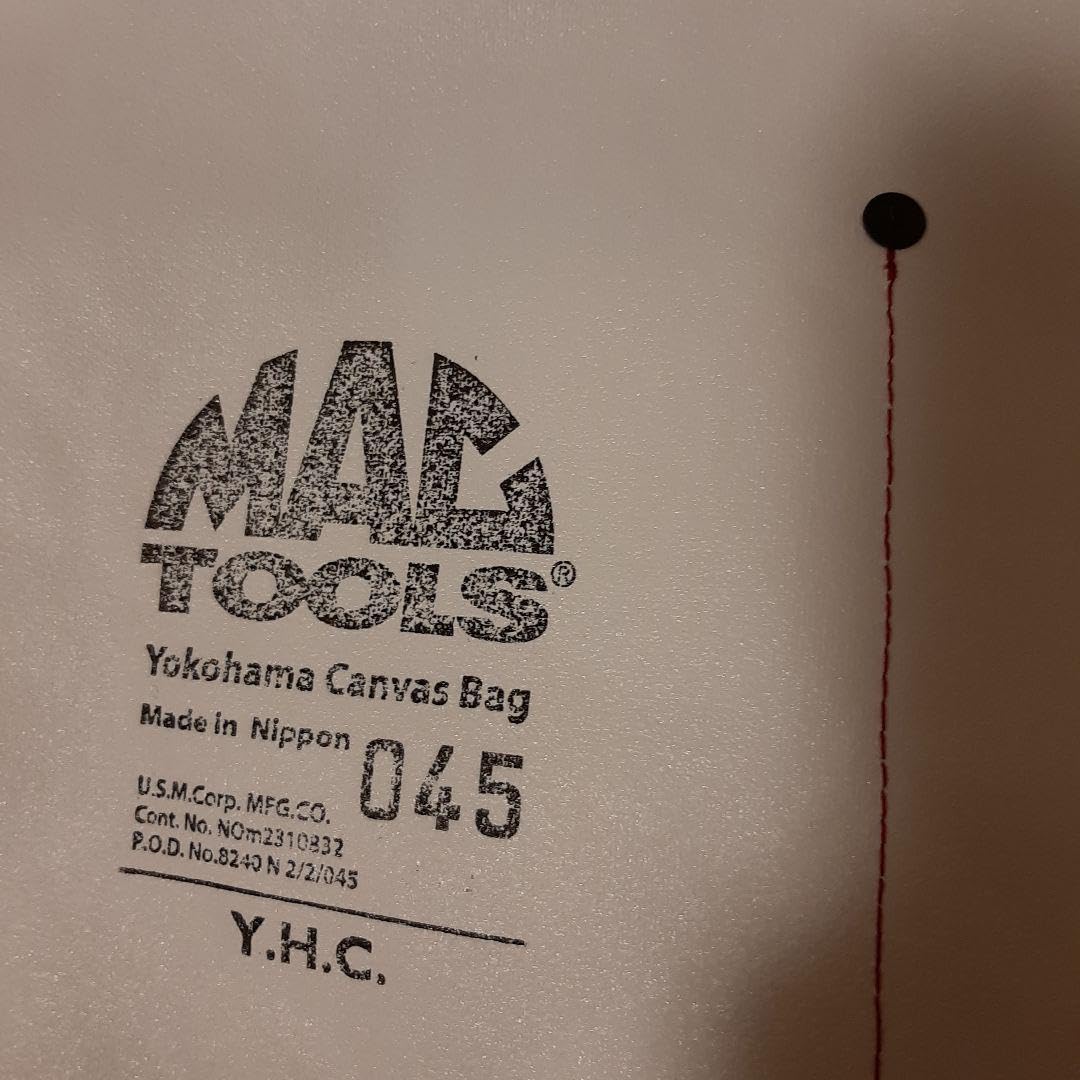 MAC
TOOLS®
Yokohama Canvas Bag
Made in Nippon
045
U.S.M.Corp. MFG.CO.
Cont. No. NOm2310832
P.O.D. No.8240 N 2/2/045
Y.H.C.